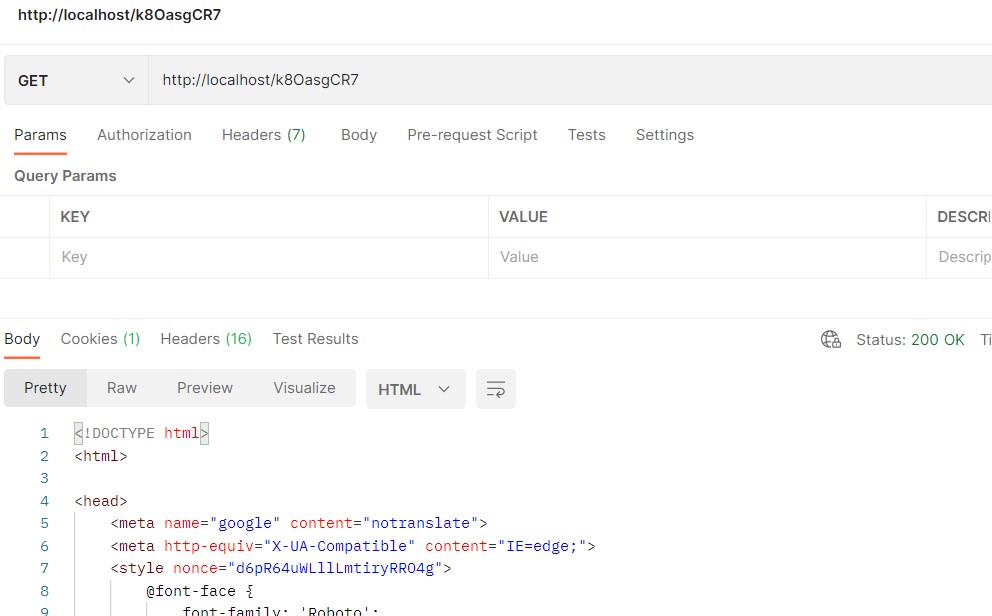 http://localhost/k8OasgCR7
GET http://localhost/k8OasgCR7
Params Authorization Headers (7) Body Pre-request Script Tests Settings
Query Params
KEY VALUE DESCRI
Key Value Descrip
Body Cookies (1) Headers (16) Test Results Status: 200 OK Ti
Pretty Raw Preview Visualize HTML
1 <!DOCTYPE html>
2 <html>
3
4 <head>
5 <meta name="google" content="notranslate">
6 <meta http-equiv="X-UA-Compatible" content="IE=edge;">
7 <style nonce="d6pR64uWLllLmtiryRRO4g">
8 @font-face {
9 font-family: 'Roboto';